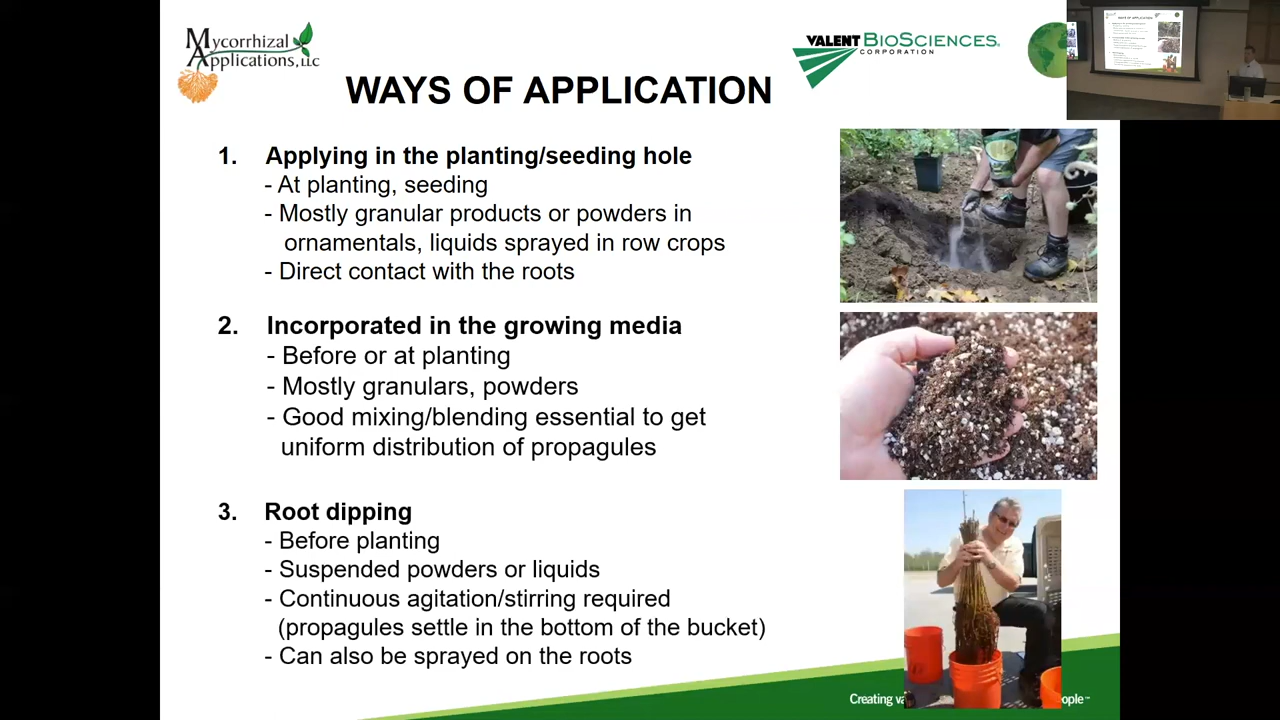 Mycorrhizal
Applications, LLC
VALENT BIOSCIENCES®
CORPORATION
WAYS OF APPLICATION
1. Applying in the planting/seeding hole
- At planting, seeding
- Mostly granular products or powders in
ornamentals, liquids sprayed in row crops
- Direct contact with the roots
2. Incorporated in the growing media
- Before or at planting
- Mostly granulars, powders
- Good mixing/blending essential to get
uniform distribution of propagules
3. Root dipping
- Before planting
- Suspended powders or liquids
- Continuous agitation/stirring required
(propagules settle in the bottom of the bucket)
- Can also be sprayed on the roots
Creating
WAYS OF APPLICATION